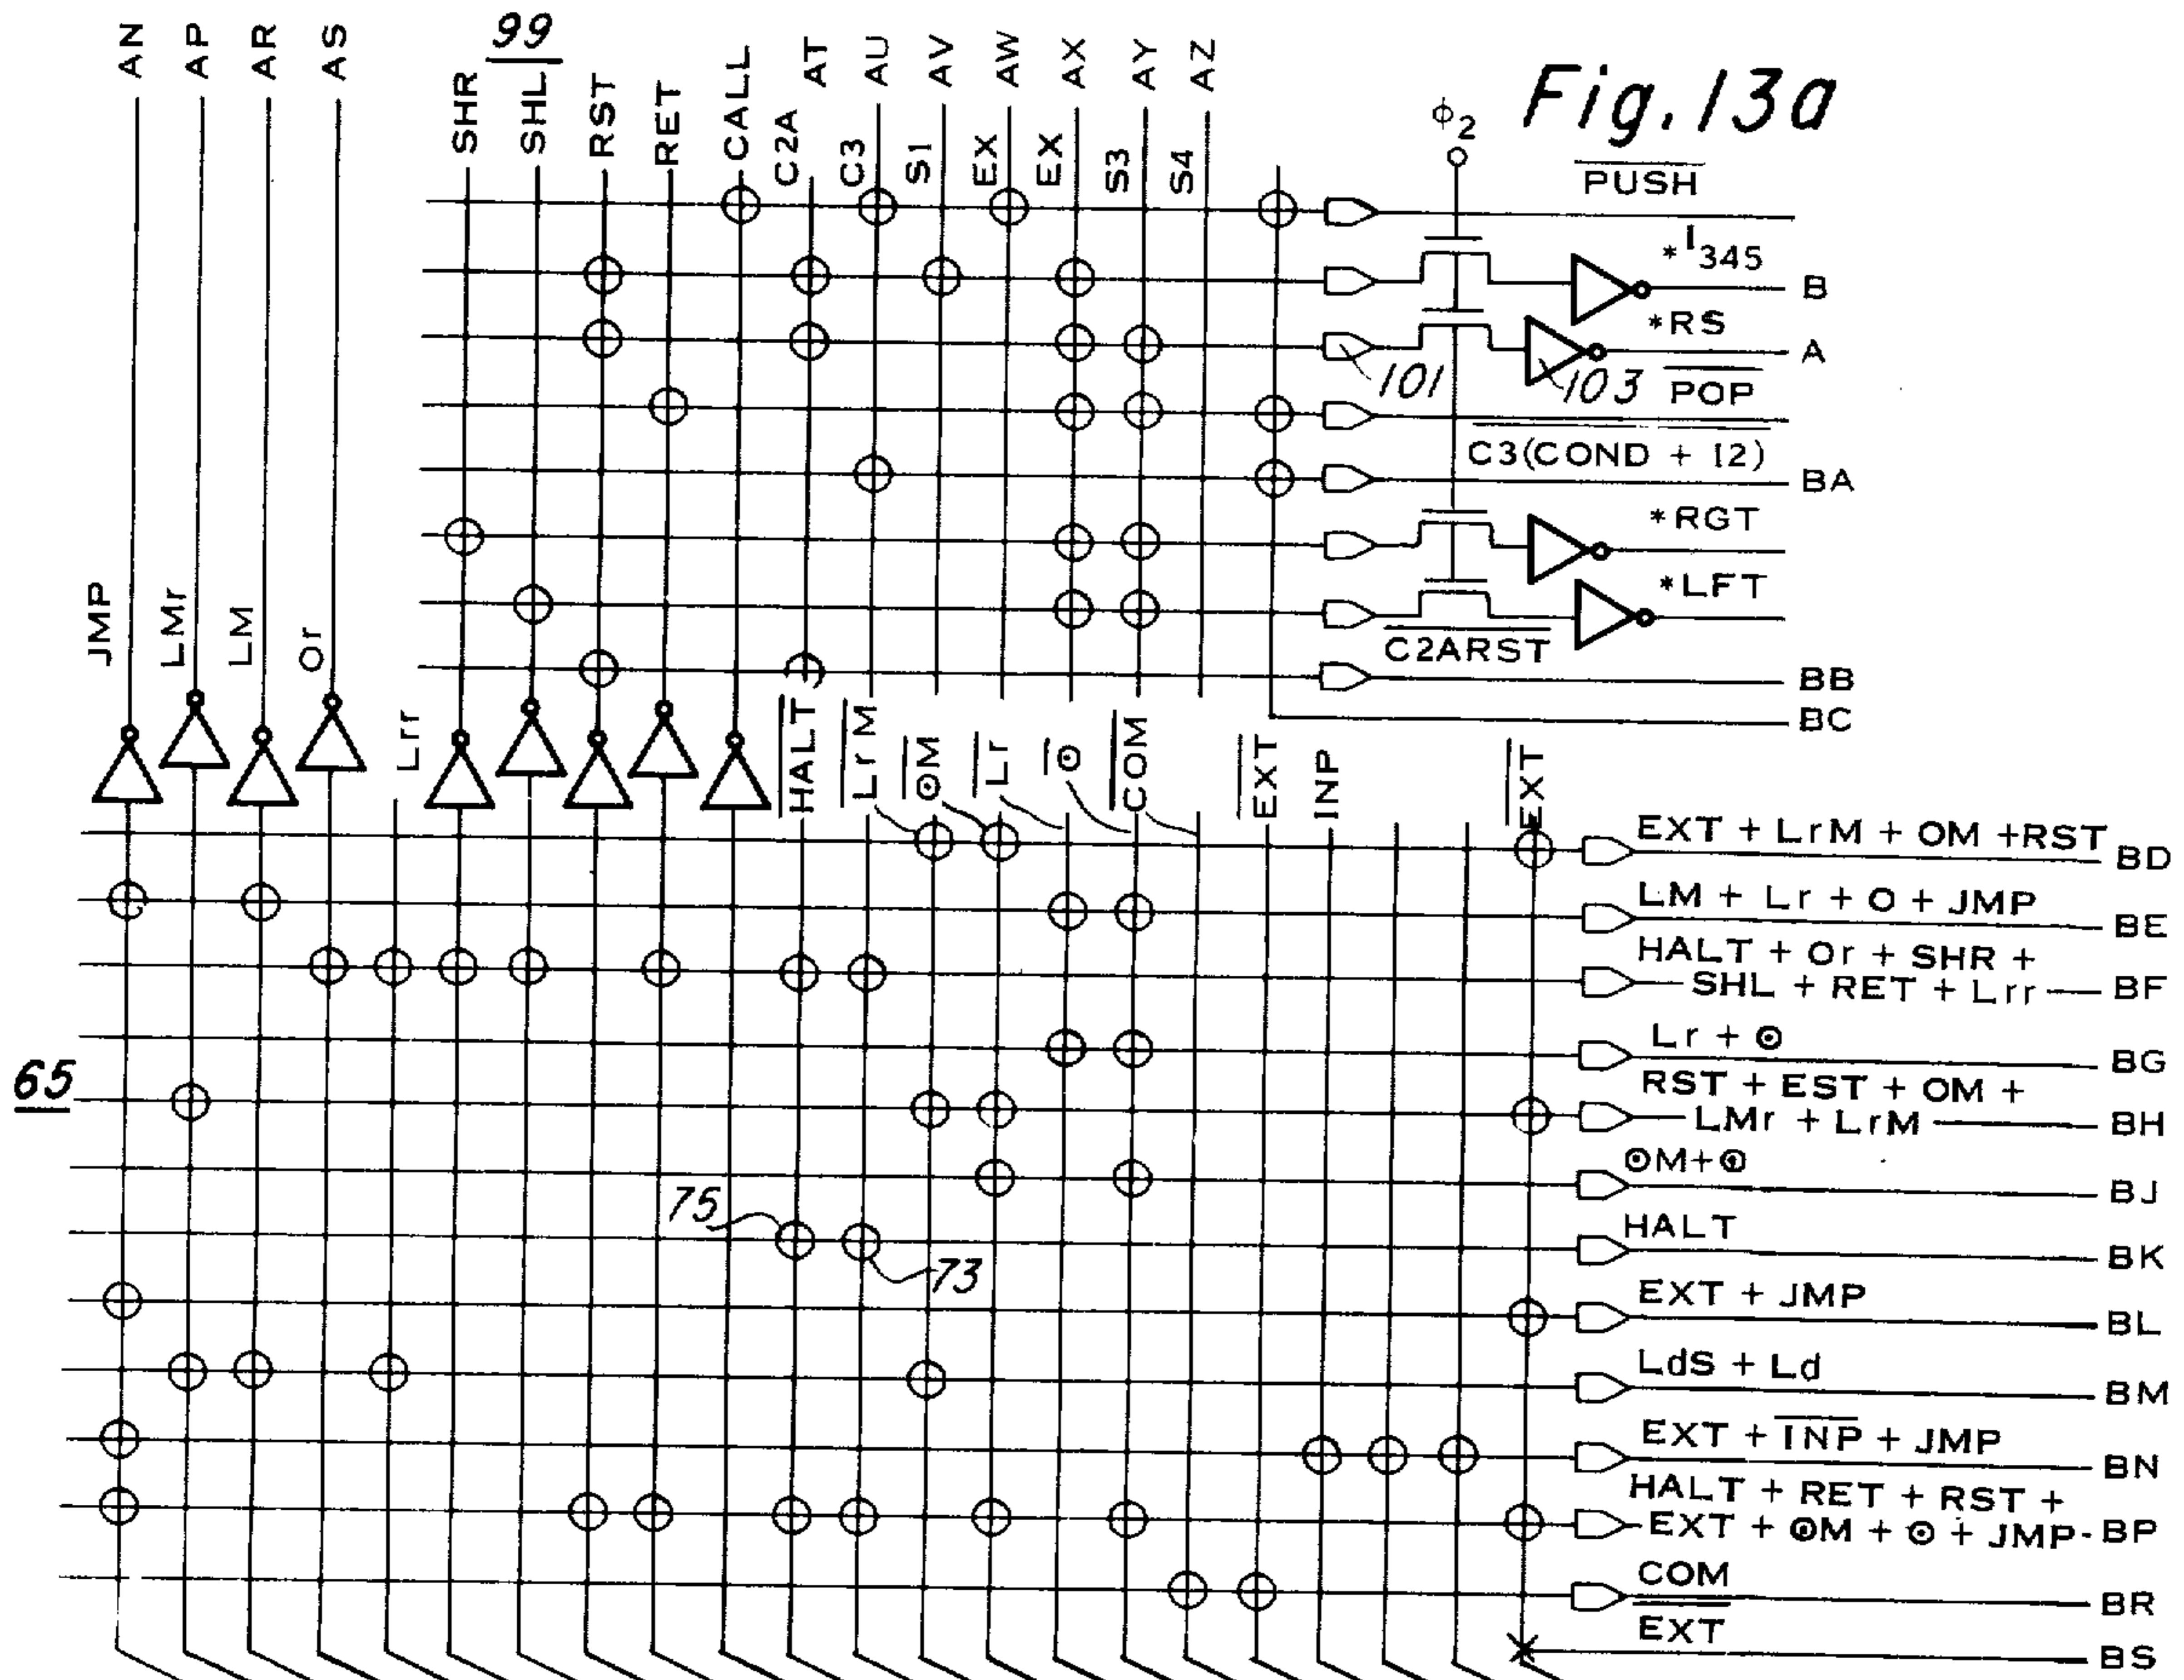 Fig. 13a
AN
AP
AR
AS
99
SHR
SHL
RST
RET
CALL
AT
C2A
AU
C3
AV
S1
AW
EX
AX
EX
AY
S3
AZ
S4
ϕ2
PUSH
*I345
B
*RS
A
101
103
POP
C3(COND + I2)
BA
*RGT
*LFT
C2ARST
BB
BC
JMP
LMr
LM
Or
Lrr
HALT
LrM
⊙M
Lr
⊙
COM
EXT
INP
EXT
EXT + LrM + OM +RST
BD
LM + Lr + O + JMP
BE
HALT + Or + SHR +
SHL + RET + Lrr
BF
Lr + ⊙
BG
65
RST + EST + OM +
LMr + LrM
BH
⊙M+⊙
BJ
75
HALT
BK
73
EXT + JMP
BL
LdS + Ld
BM
EXT + INP + JMP
BN
HALT + RET + RST +
EXT + ⊙M + ⊙ + JMP
BP
COM
BR
EXT
BS